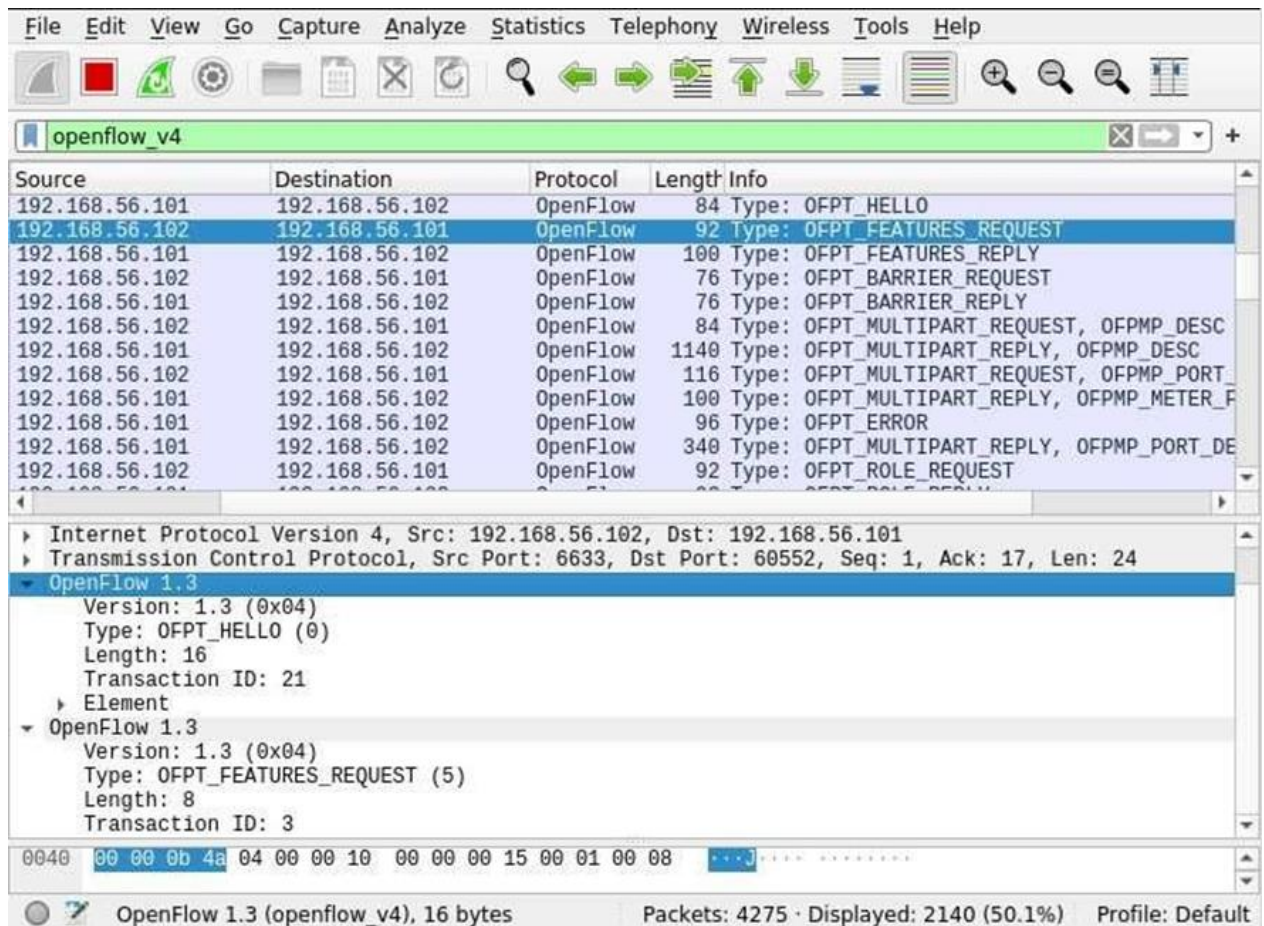 File Edit View Go Capture Analyze Statistics Telephony Wireless Tools Help
openflow_v4
Source Destination Protocol Length Info
192.168.56.101 192.168.56.102 OpenFlow 84 Type: OFPT_HELLO
192.168.56.102 192.168.56.101 OpenFlow 92 Type: OFPT_FEATURES_REQUEST
192.168.56.101 192.168.56.102 OpenFlow 100 Type: OFPT_FEATURES_REPLY
192.168.56.102 192.168.56.101 OpenFlow 76 Type: OFPT_BARRIER_REQUEST
192.168.56.101 192.168.56.102 OpenFlow 76 Type: OFPT_BARRIER_REPLY
192.168.56.102 192.168.56.101 OpenFlow 84 Type: OFPT_MULTIPART_REQUEST, OFPMP_DESC
192.168.56.101 192.168.56.102 OpenFlow 1140 Type: OFPT_MULTIPART_REPLY, OFPMP_DESC
192.168.56.102 192.168.56.101 OpenFlow 116 Type: OFPT_MULTIPART_REQUEST, OFPMP_PORT_
192.168.56.101 192.168.56.102 OpenFlow 100 Type: OFPT_MULTIPART_REPLY, OFPMP_METER_F
192.168.56.101 192.168.56.102 OpenFlow 96 Type: OFPT_ERROR
192.168.56.101 192.168.56.102 OpenFlow 340 Type: OFPT_MULTIPART_REPLY, OFPMP_PORT_DE
192.168.56.102 192.168.56.101 OpenFlow 92 Type: OFPT_ROLE_REQUEST
Internet Protocol Version 4, Src: 192.168.56.102, Dst: 192.168.56.101
Transmission Control Protocol, Src Port: 6633, Dst Port: 60552, Seq: 1, Ack: 17, Len: 24
OpenFlow 1.3
Version: 1.3 (0x04)
Type: OFPT_HELLO (0)
Length: 16
Transaction ID: 21
Element
OpenFlow 1.3
Version: 1.3 (0x04)
Type: OFPT_FEATURES_REQUEST (5)
Length: 8
Transaction ID: 3
0040 00 00 0b 4a 04 00 00 10 00 00 00 15 00 01 00 08 ···J···· ········
OpenFlow 1.3 (openflow_v4), 16 bytes Packets: 4275 · Displayed: 2140 (50.1%) Profile: Default